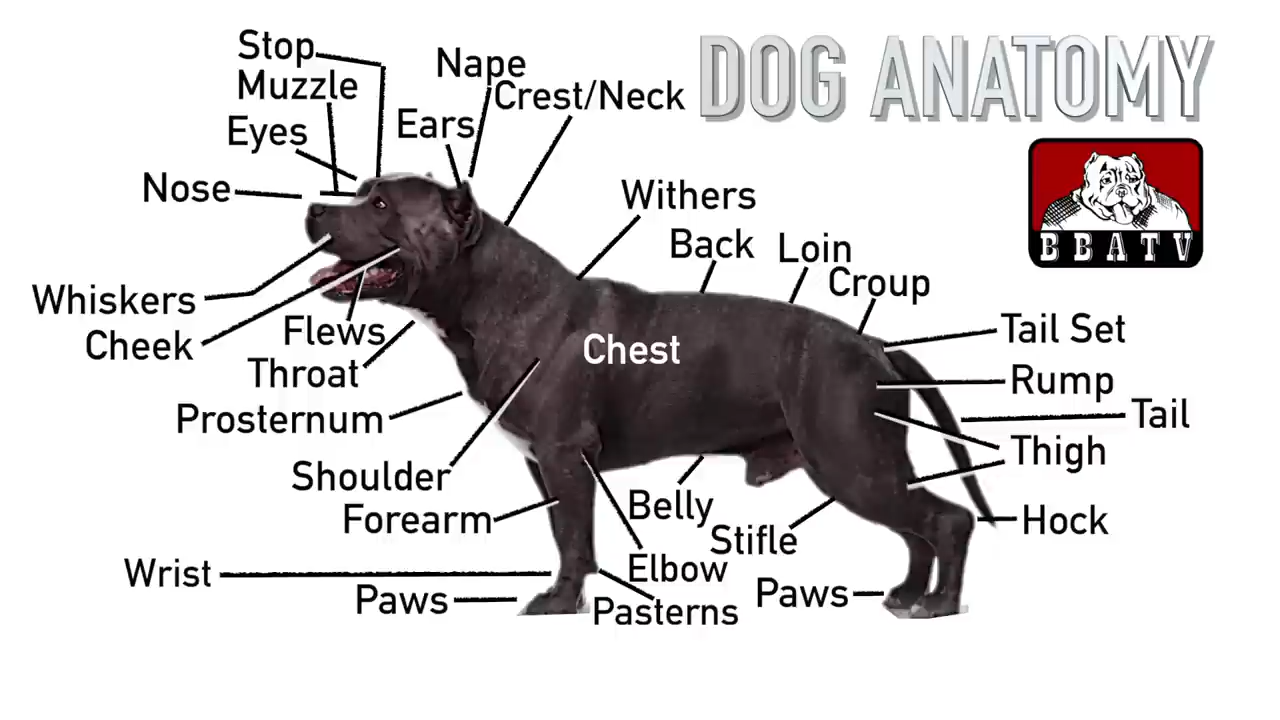 DOG ANATOMY
Stop
Muzzle
Eyes
Nose
Nape
Crest/Neck
Ears
Withers
Back
Loin
Croup
BBATV
Whiskers
Cheek
Flews
Throat
Prosternum
Chest
Tail Set
Rump
Tail
Thigh
Shoulder
Forearm
Belly
Stifle
Hock
Wrist
Paws
Elbow
Pasterns
Paws